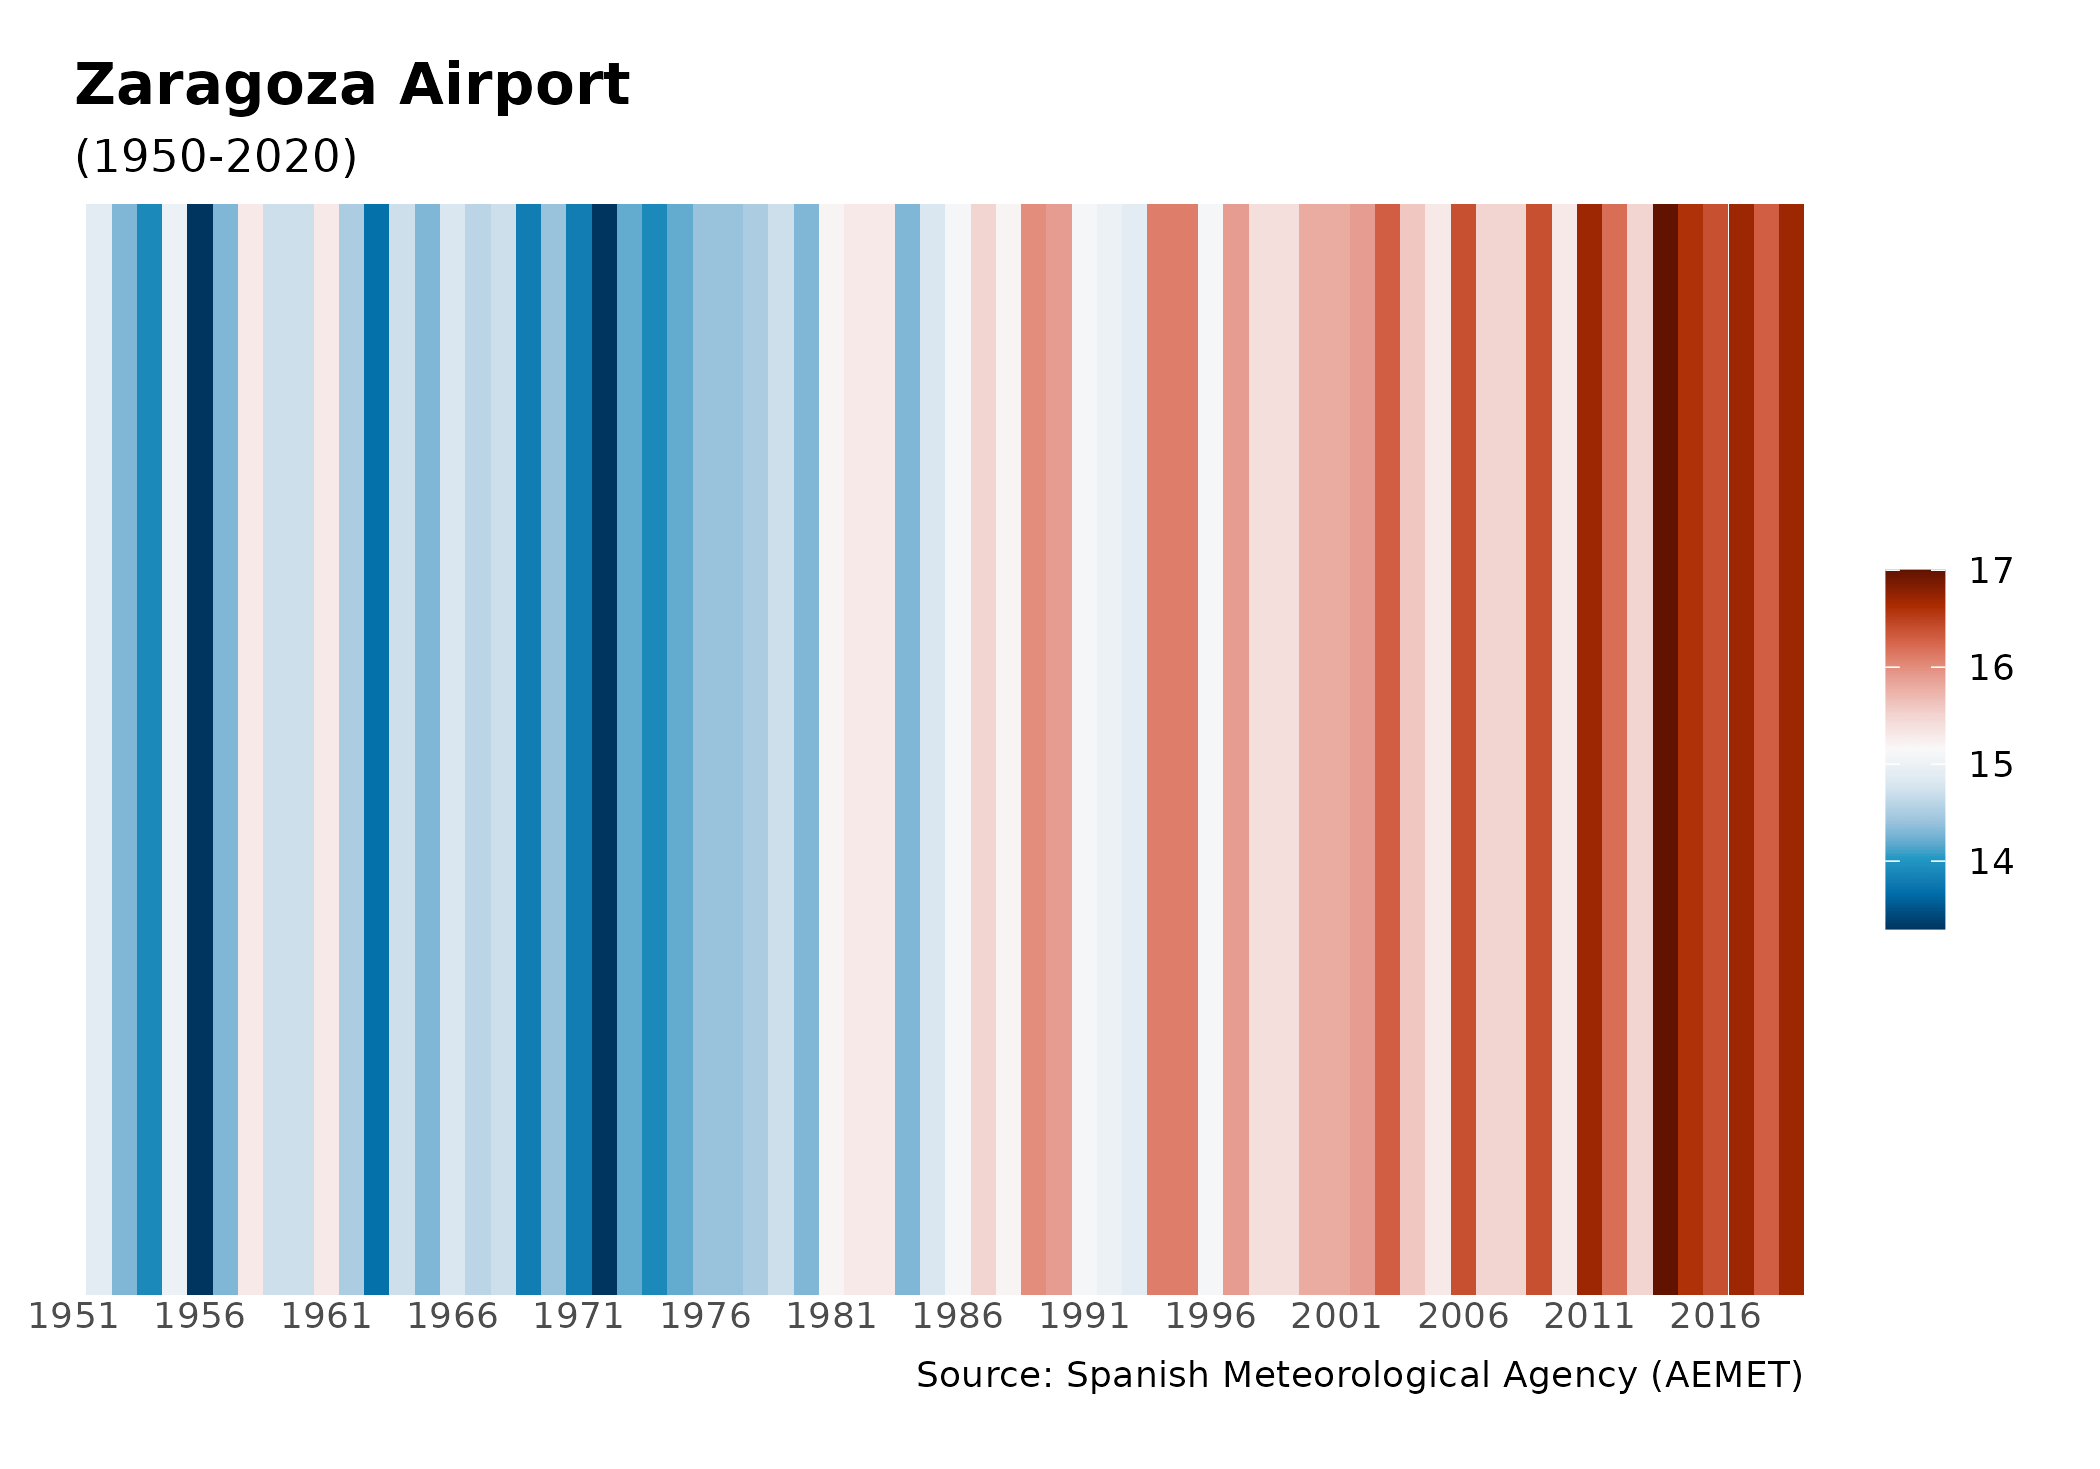 Zaragoza Airport
(1950-2020)
17
16
15
14
1951 1956 1961 1966 1971 1976 1981 1986 1991 1996 2001 2006 2011 2016
Source: Spanish Meteorological Agency (AEMET)